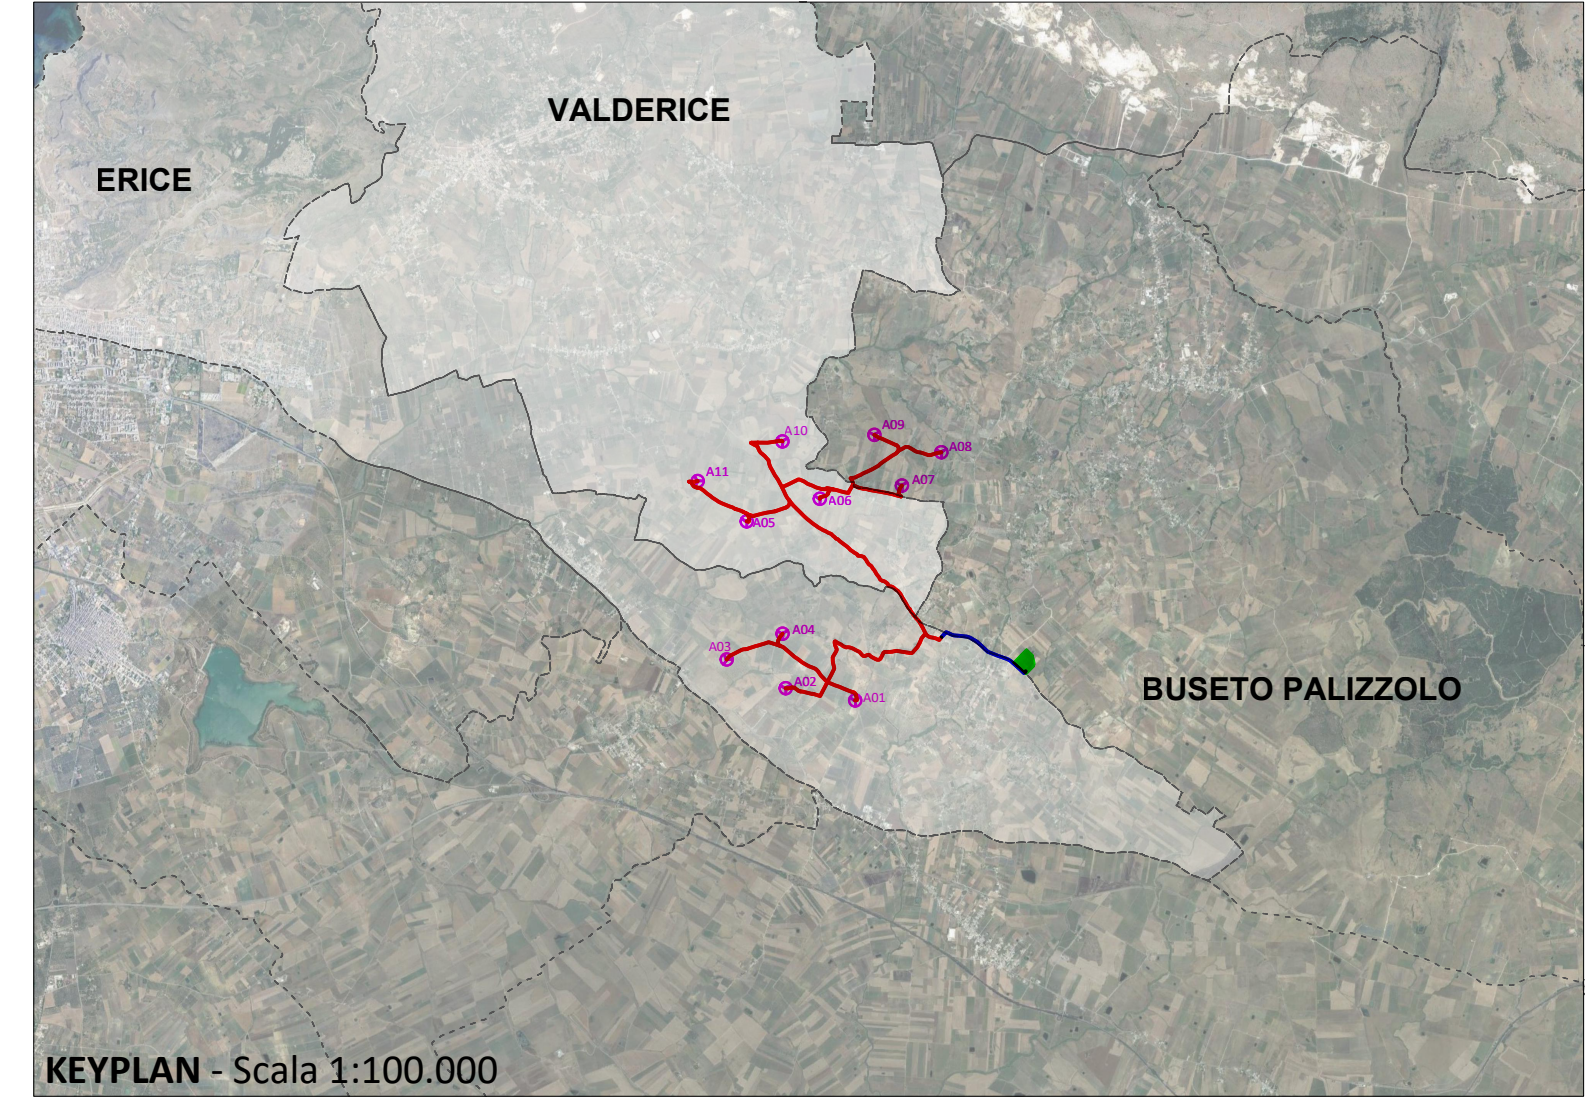 VALDERICE
ERICE
A09
A10
A08
A11
A07
A06
A05
A04
A03
A02
A01
BUSETO PALIZZOLO
KEYPLAN - Scala 1:100.000